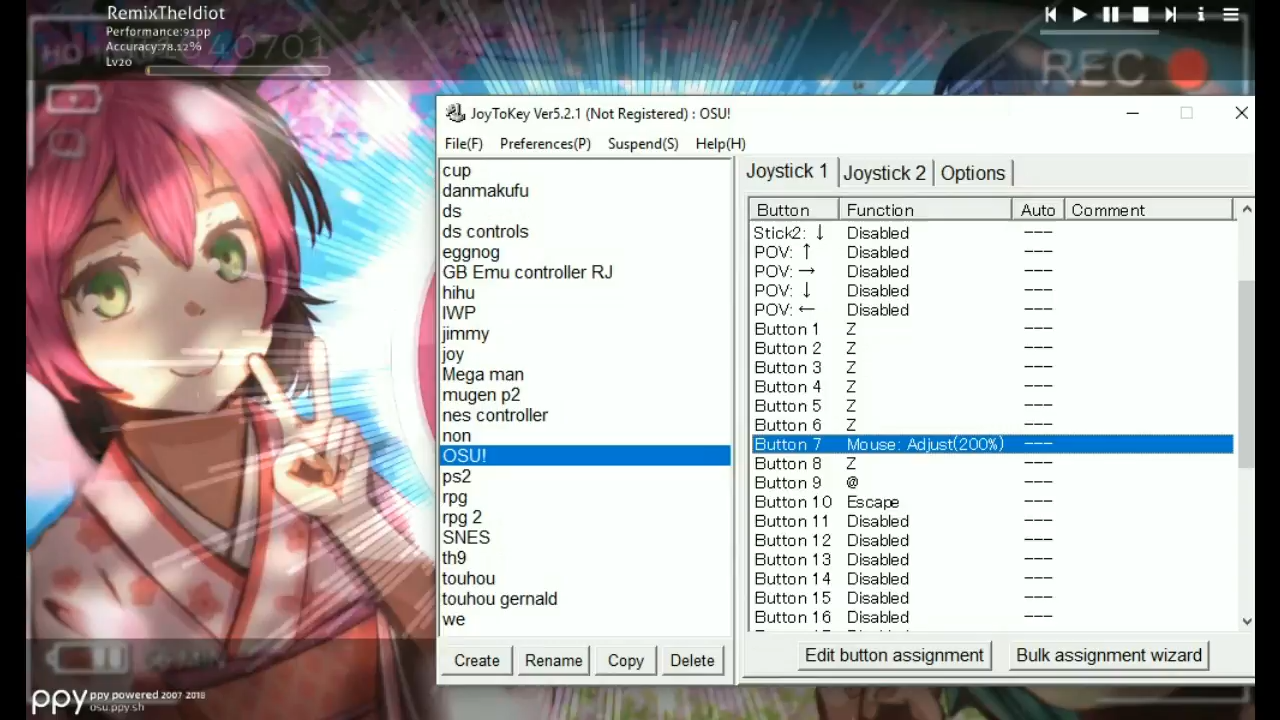 RemixTheIdiot
Performance:91pp
Accuracy:78.12%
Lv20
REC
JoyToKey Ver5.2.1 (Not Registered) : OSU!
File(F) Preferences(P) Suspend(S) Help(H)
cup
danmakufu
ds
ds controls
eggnog
GB Emu controller RJ
hihu
IWP
jimmy
joy
Mega man
mugen p2
nes controller
non
OSU!
ps2
rpg
rpg 2
SNES
th9
touhou
touhou gernald
we
Create Rename Copy Delete
Joystick 1 Joystick 2 Options
Button Function Auto Comment
Stick2: ↓ Disabled ---
POV: ↑ Disabled ---
POV: → Disabled ---
POV: ↓ Disabled ---
POV: ← Disabled ---
Button 1 Z ---
Button 2 Z ---
Button 3 Z ---
Button 4 Z ---
Button 5 Z ---
Button 6 Z ---
Button 7 Mouse: Adjust(200%) ---
Button 8 Z ---
Button 9 @ ---
Button 10 Escape ---
Button 11 Disabled ---
Button 12 Disabled ---
Button 13 Disabled ---
Button 14 Disabled ---
Button 15 Disabled ---
Button 16 Disabled ---
Edit button assignment Bulk assignment wizard
ppy ppy powered 2007-2018
osu.ppy.sh